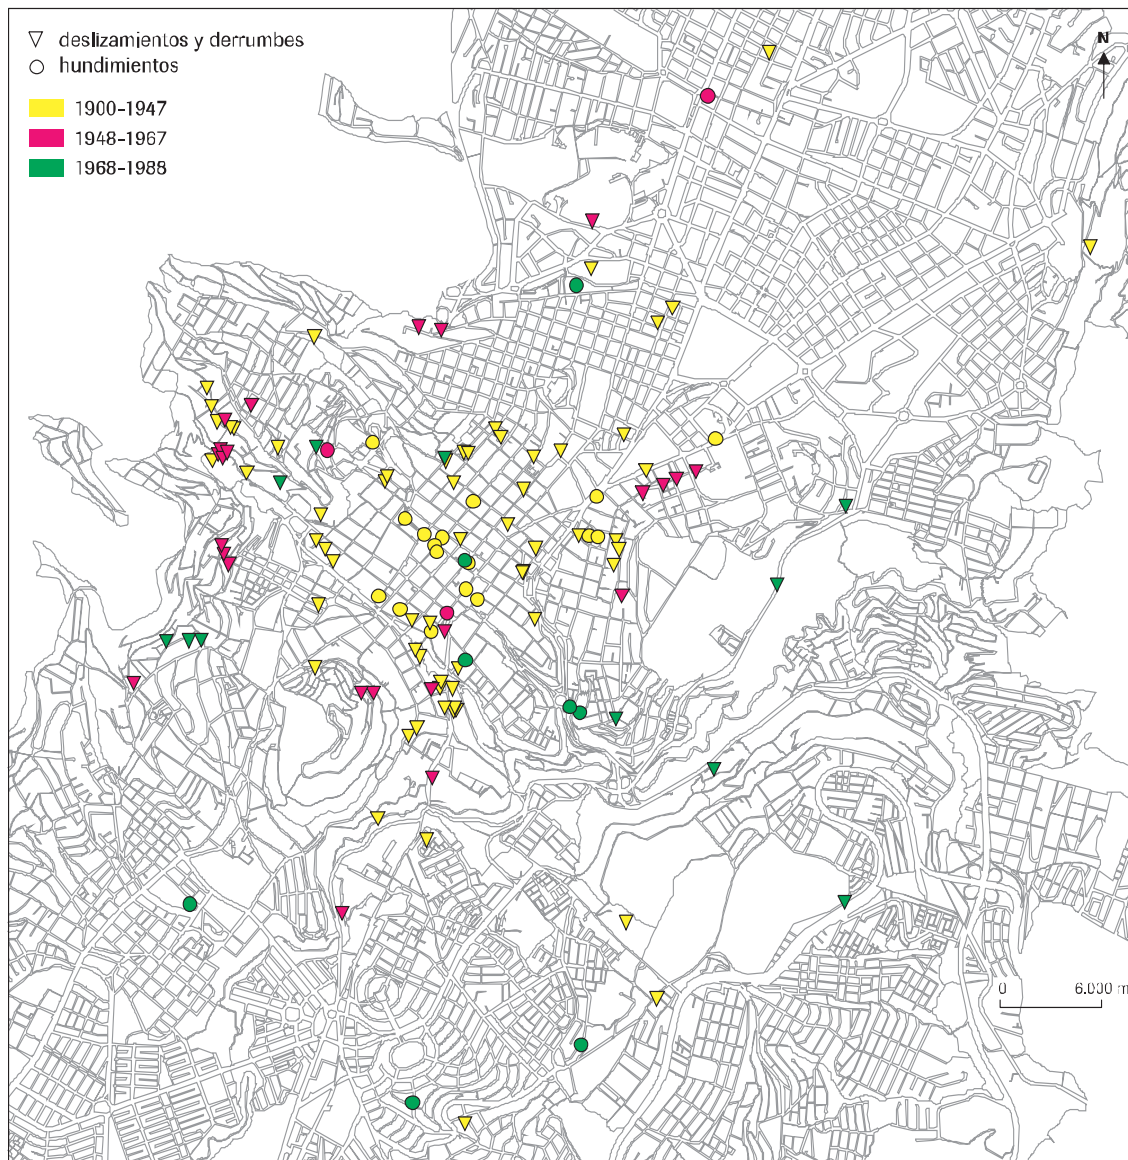 deslizamientos y derrumbes
hundimientos
1900-1947
1948-1967
1968-1988
N
0 6.000 m